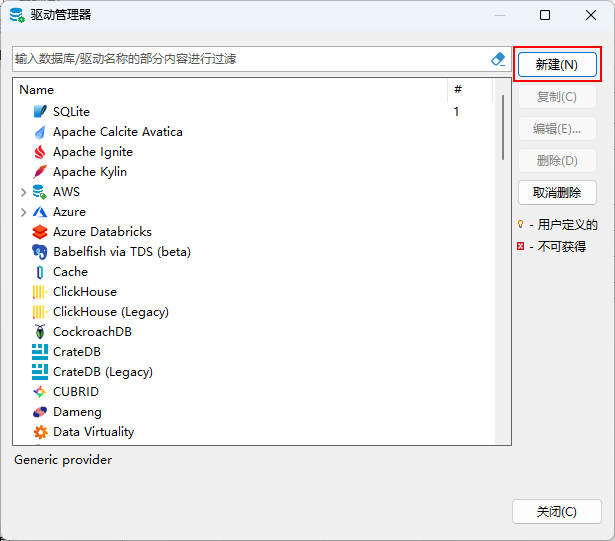 驱动管理器
输入数据库/驱动名称的部分内容进行过滤
新建(N)
Name #
SQLite 1
Apache Calcite Avatica
Apache Ignite
Apache Kylin
AWS
Azure
Azure Databricks
Babelfish via TDS (beta)
Cache
ClickHouse
ClickHouse (Legacy)
CockroachDB
CrateDB
CrateDB (Legacy)
CUBRID
Dameng
Data Virtuality
复制(C)
编辑(E)...
删除(D)
取消删除
- 用户定义的
- 不可获得
Generic provider
关闭(C)